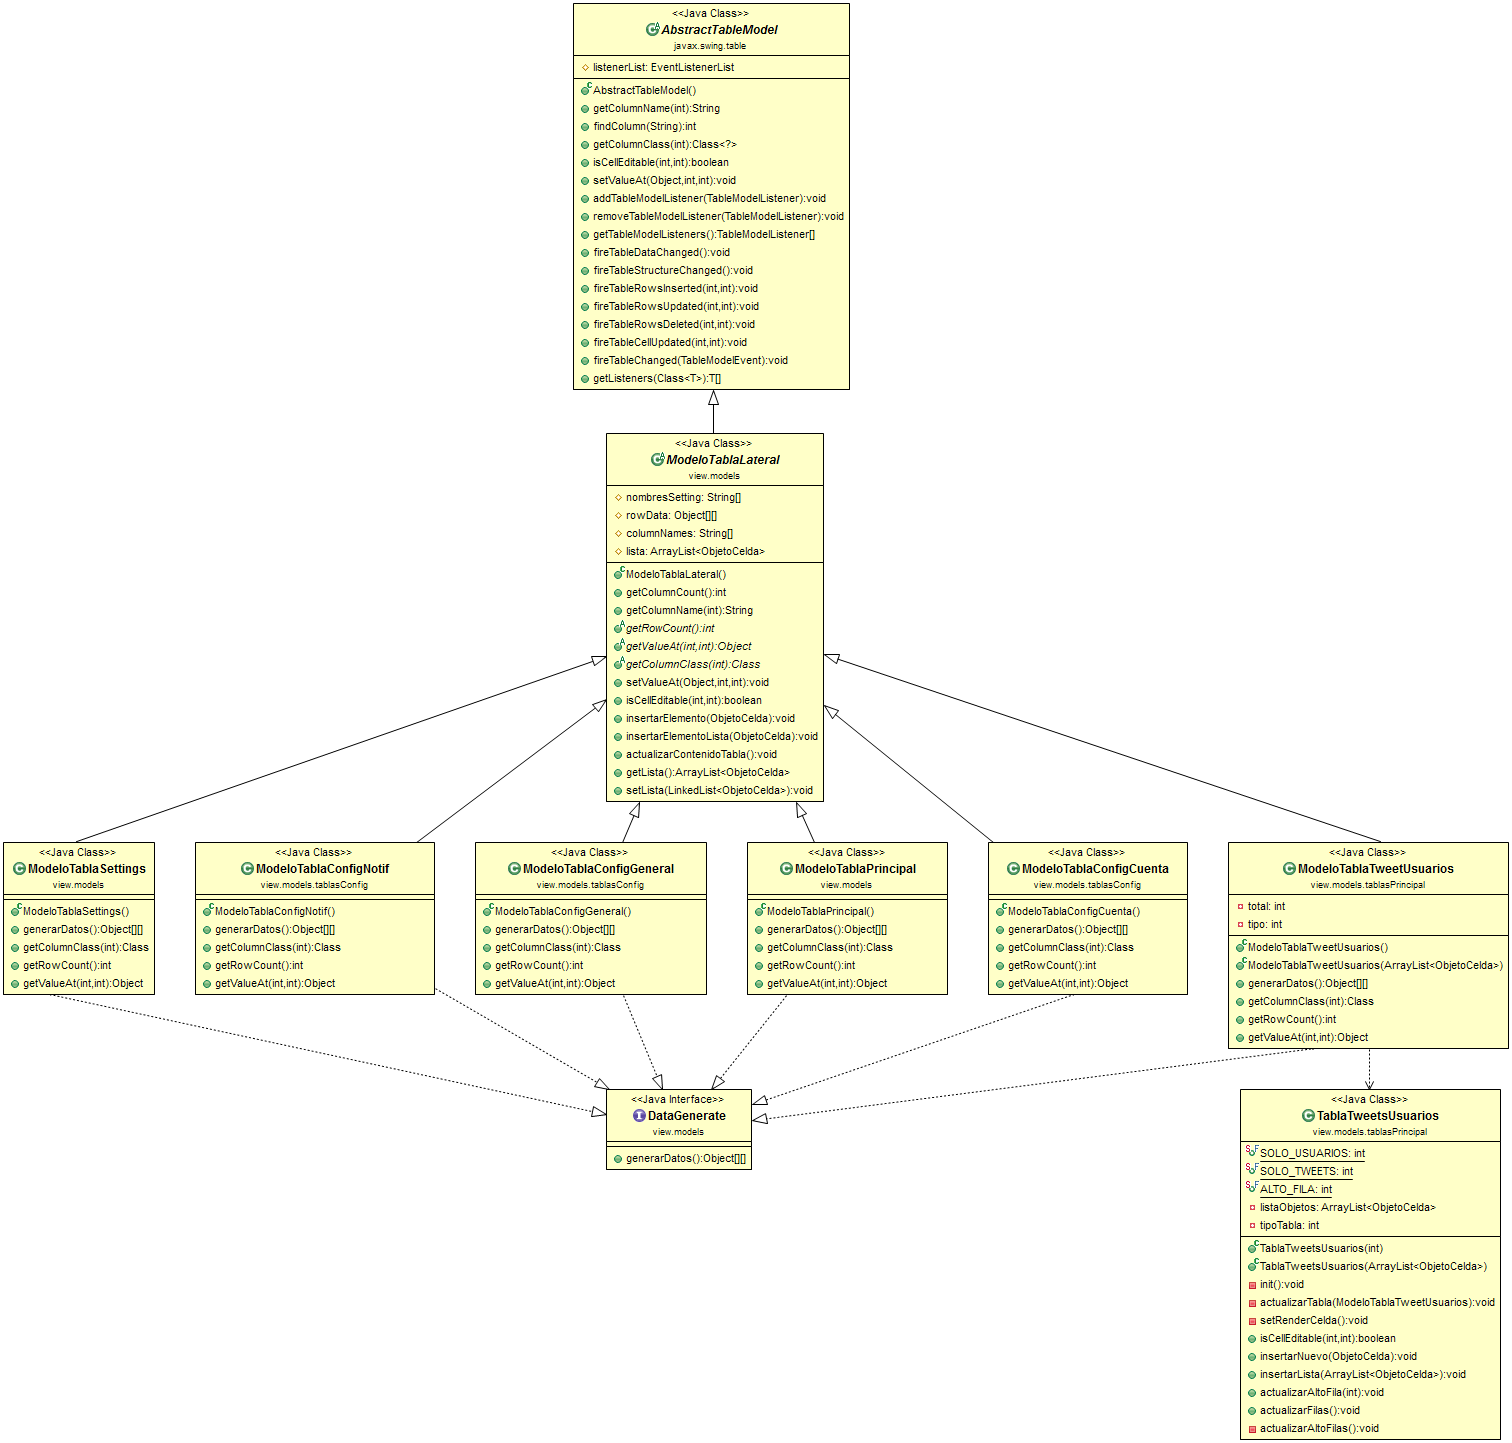 <<Java Class>>
AbstractTableModel
javax.swing.table
listenerList: EventListenerList
AbstractTableModel()
getColumnName(int):String
findColumn(String):int
getColumnClass(int):Class<?>
isCellEditable(int,int):boolean
setValueAt(Object,int,int):void
addTableModelListener(TableModelListener):void
removeTableModelListener(TableModelListener):void
getTableModelListeners():TableModelListener[]
fireTableDataChanged():void
fireTableStructureChanged():void
fireTableRowsInserted(int,int):void
fireTableRowsUpdated(int,int):void
fireTableRowsDeleted(int,int):void
fireTableCellUpdated(int,int):void
fireTableChanged(TableModelEvent):void
getListeners(Class<T>):T[]
<<Java Class>>
ModeloTablaLateral
view.models
nombresSetting: String[]
rowData: Object[][]
columnNames: String[]
lista: ArrayList<ObjetoCelda>
ModeloTablaLateral()
getColumnCount():int
getColumnName(int):String
getRowCount():int
getValueAt(int,int):Object
getColumnClass(int):Class
setValueAt(Object,int,int):void
isCellEditable(int,int):boolean
insertarElemento(ObjetoCelda):void
insertarElementoLista(ObjetoCelda):void
actualizarContenidoTabla():void
getLista():ArrayList<ObjetoCelda>
setLista(LinkedList<ObjetoCelda>):void
<<Java Class>>
ModeloTablaSettings
view.models
ModeloTablaSettings()
generarDatos():Object[][]
getColumnClass(int):Class
getRowCount():int
getValueAt(int,int):Object
<<Java Class>>
ModeloTablaConfigNotif
view.models.tablasConfig
ModeloTablaConfigNotif()
generarDatos():Object[][]
getColumnClass(int):Class
getRowCount():int
getValueAt(int,int):Object
<<Java Class>>
ModeloTablaConfigGeneral
view.models.tablasConfig
ModeloTablaConfigGeneral()
generarDatos():Object[][]
getColumnClass(int):Class
getRowCount():int
getValueAt(int,int):Object
<<Java Class>>
ModeloTablaPrincipal
view.models
ModeloTablaPrincipal()
generarDatos():Object[][]
getColumnClass(int):Class
getRowCount():int
getValueAt(int,int):Object
<<Java Class>>
ModeloTablaConfigCuenta
view.models.tablasConfig
ModeloTablaConfigCuenta()
generarDatos():Object[][]
getColumnClass(int):Class
getRowCount():int
getValueAt(int,int):Object
<<Java Class>>
ModeloTablaTweetUsuarios
view.models.tablasPrincipal
total: int
tipo: int
ModeloTablaTweetUsuarios()
ModeloTablaTweetUsuarios(ArrayList<ObjetoCelda>)
generarDatos():Object[][]
getColumnClass(int):Class
getRowCount():int
getValueAt(int,int):Object
<<Java Interface>>
DataGenerate
view.models
generarDatos():Object[][]
<<Java Class>>
TablaTweetsUsuarios
view.models.tablasPrincipal
SOLO_USUARIOS: int
SOLO_TWEETS: int
ALTO_FILA: int
listaObjetos: ArrayList<ObjetoCelda>
tipoTabla: int
TablaTweetsUsuarios(int)
TablaTweetsUsuarios(ArrayList<ObjetoCelda>)
init():void
actualizarTabla(ModeloTablaTweetUsuarios):void
setRenderCelda():void
isCellEditable(int,int):boolean
insertarNuevo(ObjetoCelda):void
insertarLista(ArrayList<ObjetoCelda>):void
actualizarAltoFila(int):void
actualizarFilas():void
actualizarAltoFilas():void